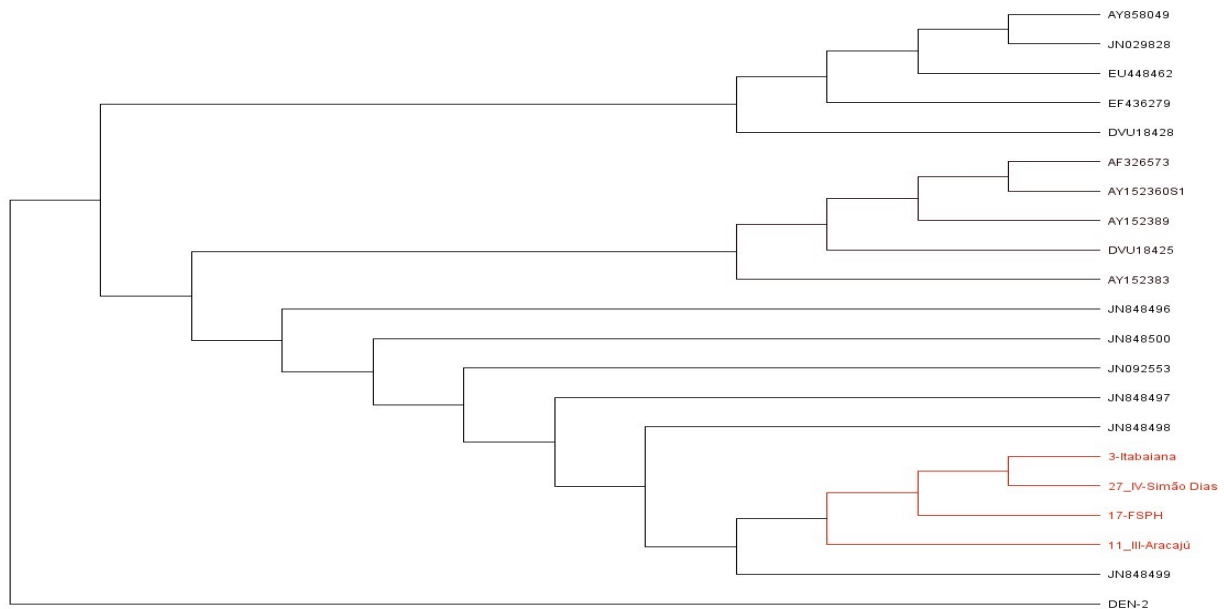 AY858049
JN029828
EU448462
EF436279
DVU18428
AF326573
AY152360S1
AY152389
DVU18425
AY152383
JN848496
JN848500
JN092553
JN848497
JN848498
3-Itabaiana
27_IV-Simão Dias
17-FSPH
11_III-Aracajú
JN848499
DEN-2